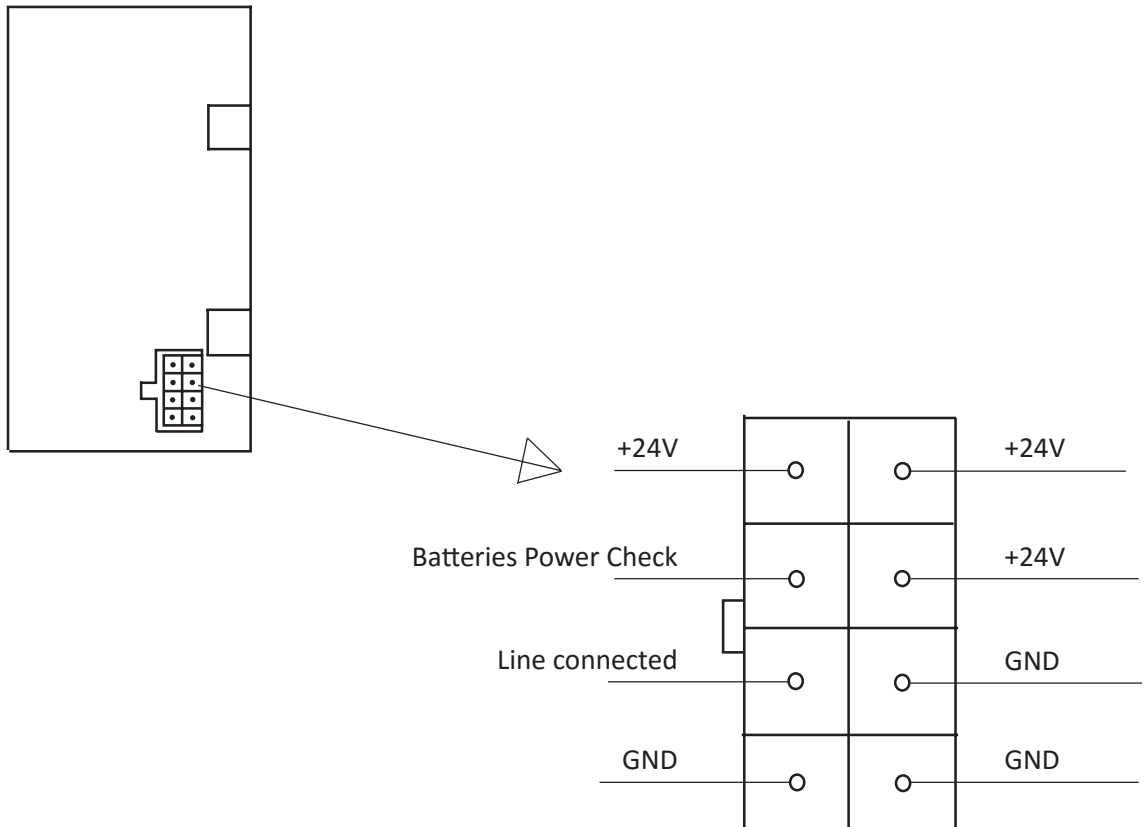 +24V
+24V
Batteries Power Check
+24V
Line connected
GND
GND
GND